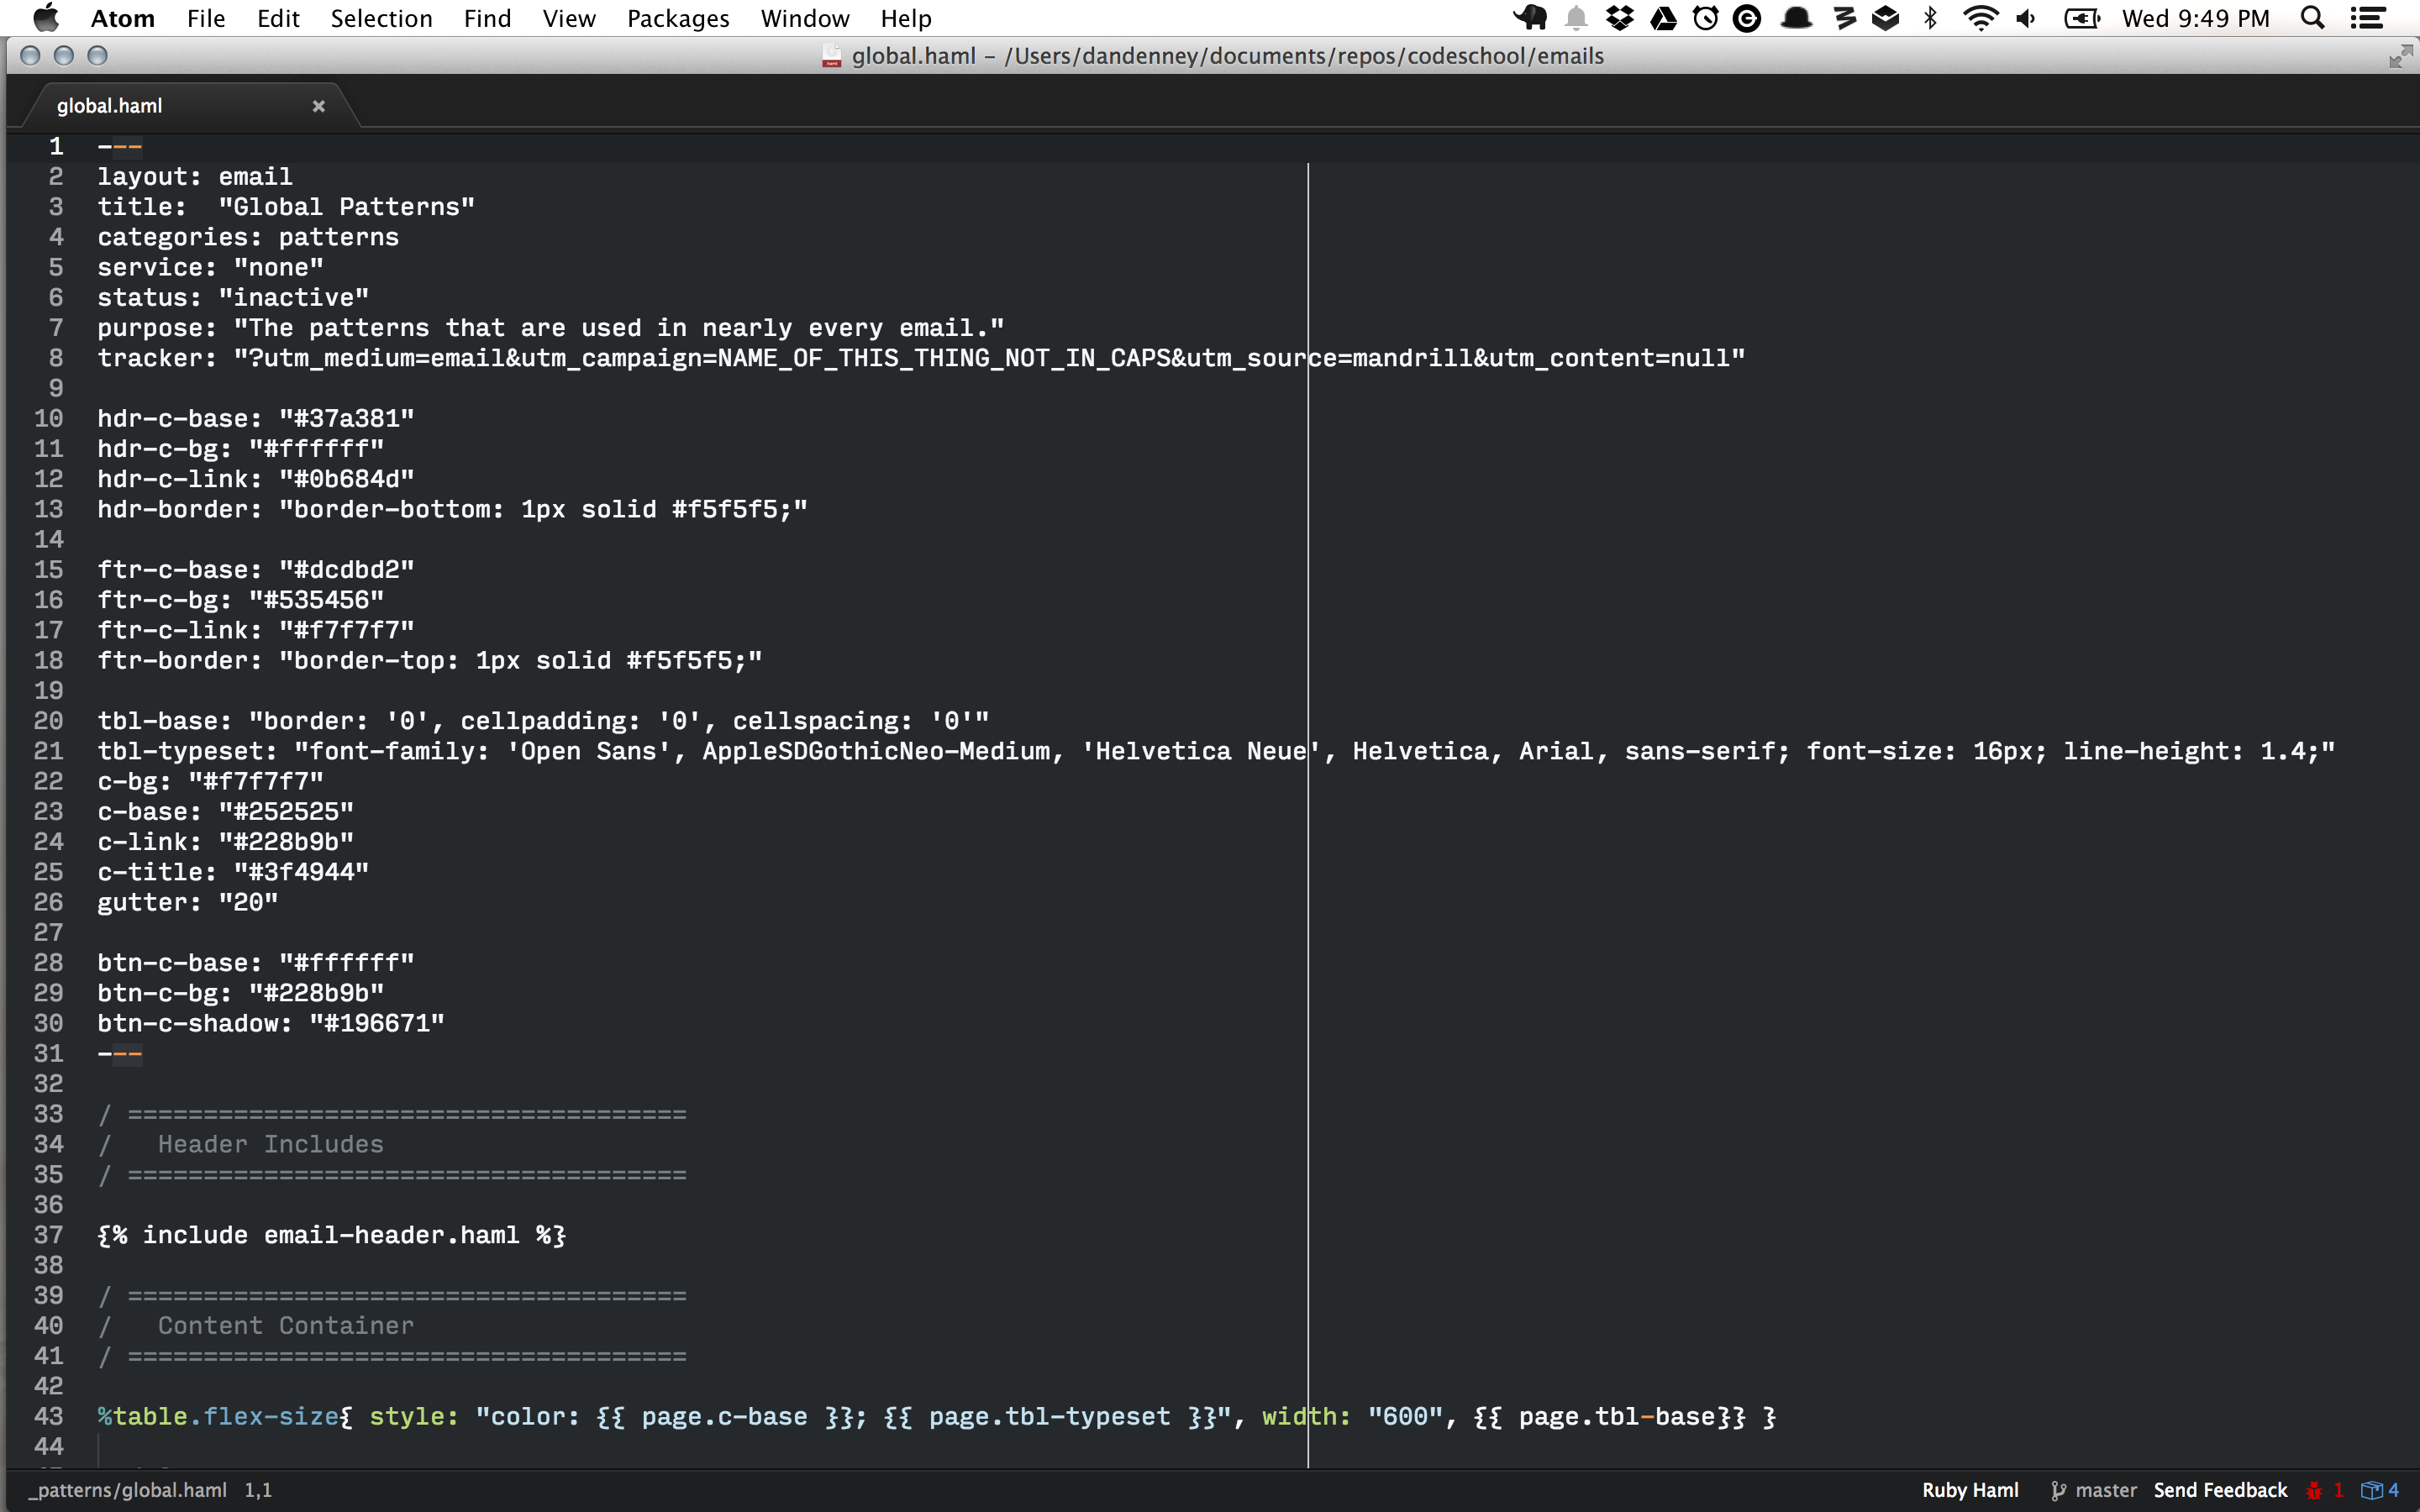 Atom File Edit Selection Find View Packages Window Help Wed 9:49 PM
global.haml – /Users/dandenney/documents/repos/codeschool/emails
global.haml
1 ---
2 layout: email
3 title:  "Global Patterns"
4 categories: patterns
5 service: "none"
6 status: "inactive"
7 purpose: "The patterns that are used in nearly every email."
8 tracker: "?utm_medium=email&utm_campaign=NAME_OF_THIS_THING_NOT_IN_CAPS&utm_source=mandrill&utm_content=null"
9
10 hdr-c-base: "#37a381"
11 hdr-c-bg: "#ffffff"
12 hdr-c-link: "#0b684d"
13 hdr-border: "border-bottom: 1px solid #f5f5f5;"
14
15 ftr-c-base: "#dcdbd2"
16 ftr-c-bg: "#535456"
17 ftr-c-link: "#f7f7f7"
18 ftr-border: "border-top: 1px solid #f5f5f5;"
19
20 tbl-base: "border: '0', cellpadding: '0', cellspacing: '0'"
21 tbl-typeset: "font-family: 'Open Sans', AppleSDGothicNeo-Medium, 'Helvetica Neue', Helvetica, Arial, sans-serif; font-size: 16px; line-height: 1.4;"
22 c-bg: "#f7f7f7"
23 c-base: "#252525"
24 c-link: "#228b9b"
25 c-title: "#3f4944"
26 gutter: "20"
27
28 btn-c-base: "#ffffff"
29 btn-c-bg: "#228b9b"
30 btn-c-shadow: "#196671"
31 ---
32
33 / =====================================
34 /   Header Includes
35 / =====================================
36
37 {% include email-header.haml %}
38
39 / =====================================
40 /   Content Container
41 / =====================================
42
43 %table.flex-size{ style: "color: {{ page.c-base }}; {{ page.tbl-typeset }}", width: "600", {{ page.tbl-base}} }
44
_patterns/global.haml 1,1 Ruby Haml master Send Feedback 1 4